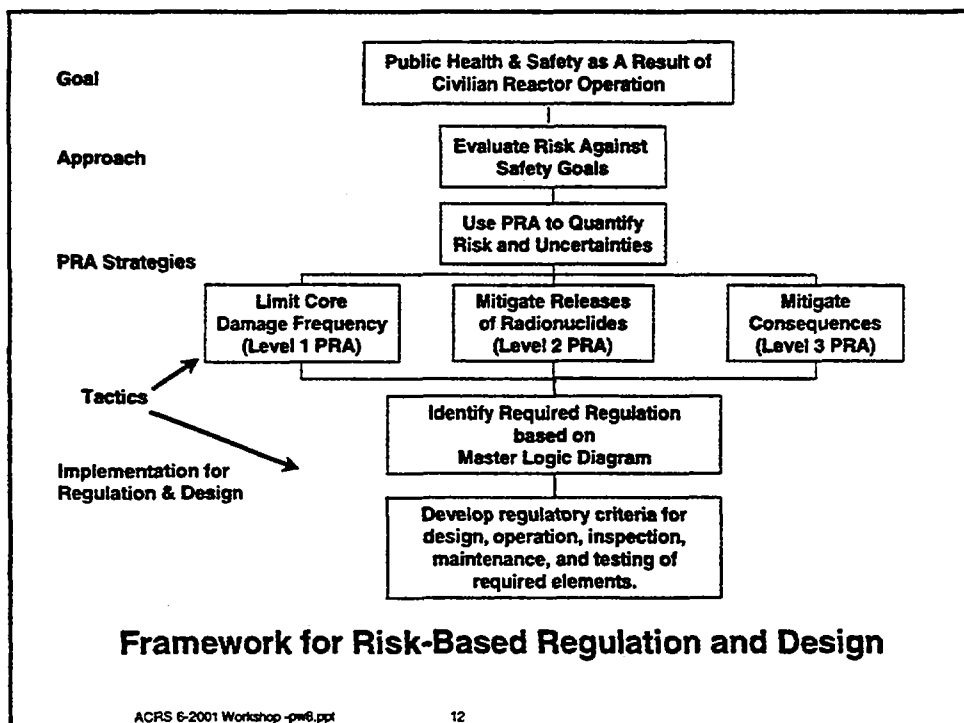 Goal
Public Health & Safety as A Result of
Civilian Reactor Operation
Approach
Evaluate Risk Against
Safety Goals
Use PRA to Quantify
Risk and Uncertainties
PRA Strategies
Limit Core
Damage Frequency
(Level 1 PRA)
Mitigate Releases
of Radionuclides
(Level 2 PRA)
Mitigate
Consequences
(Level 3 PRA)
Tactics
Identify Required Regulation
based on
Master Logic Diagram
Implementation for
Regulation & Design
Develop regulatory criteria for
design, operation, inspection,
maintenance, and testing of
required elements.
Framework for Risk-Based Regulation and Design
ACRS 6-2001 Workshop -pw6.ppt
12